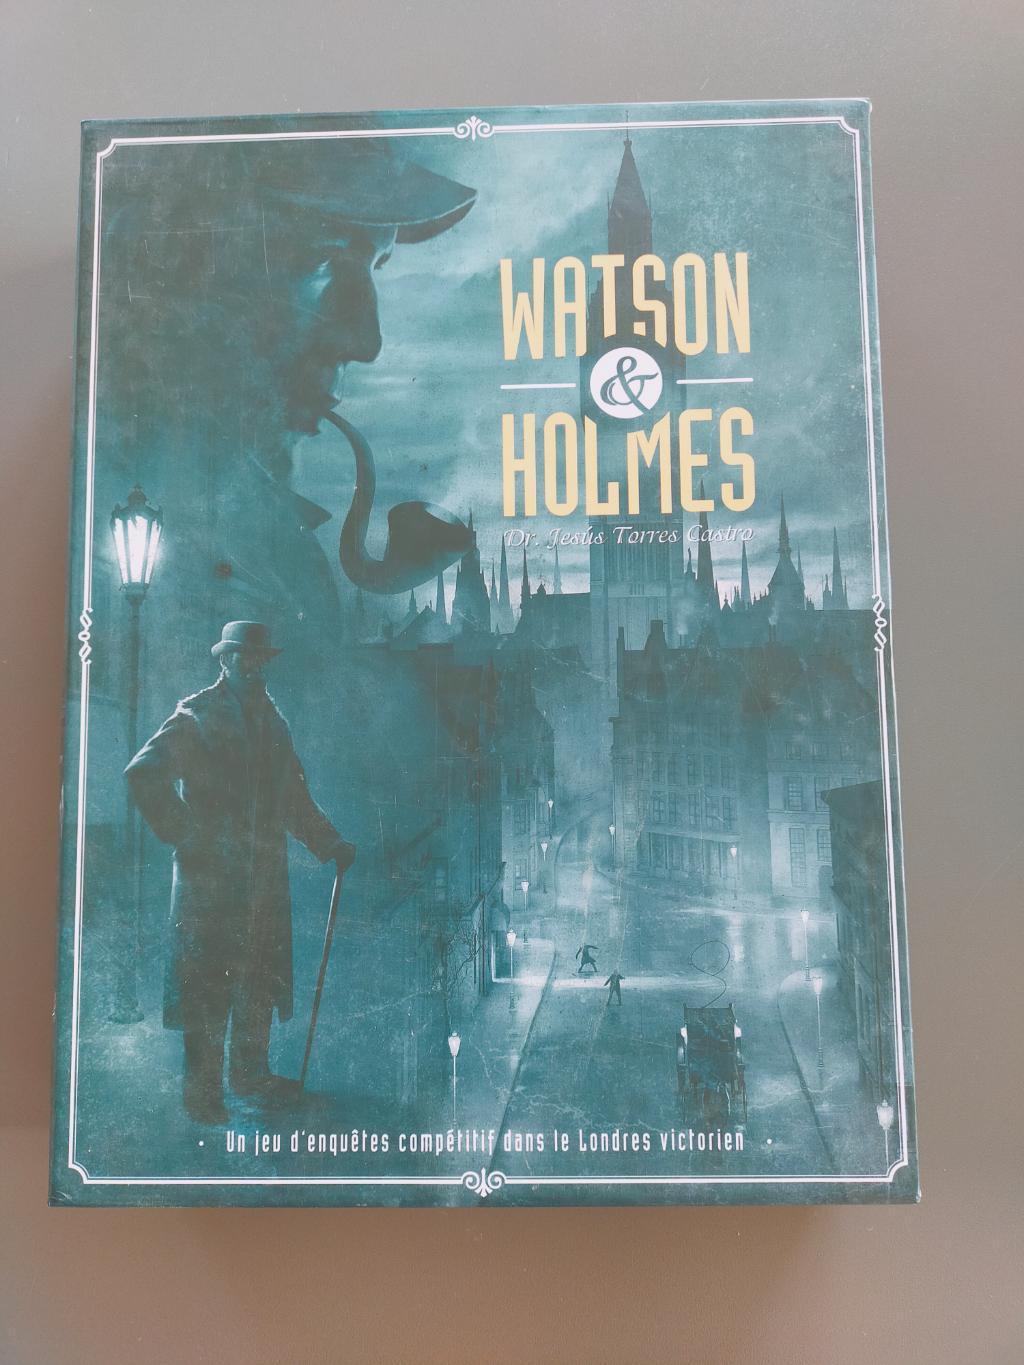 WATSON
&
HOLMES
Dr. Jesús Torres Castro
• Un jeu d'enquêtes compétitif dans le Londres victorien •